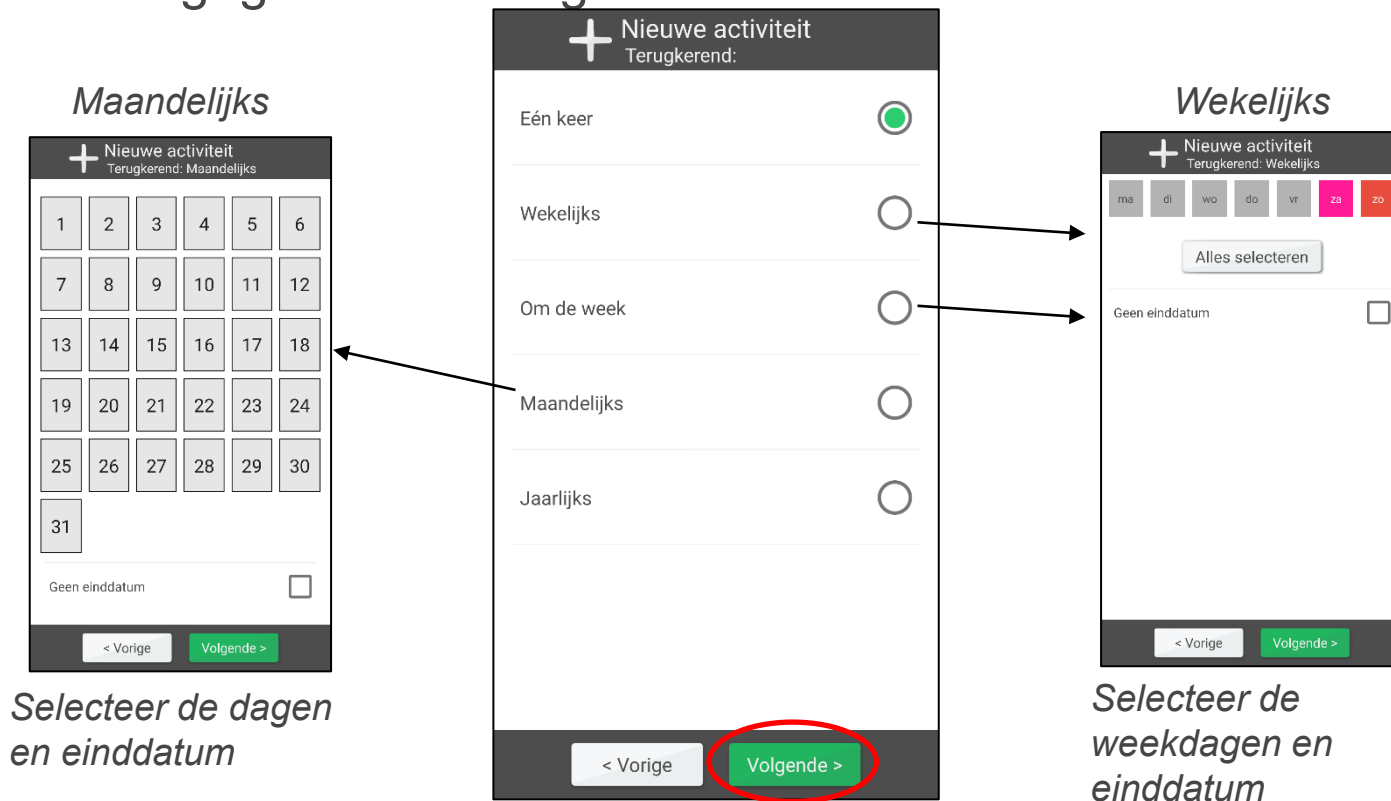 Nieuwe activiteit
Terugkerend:
Maandelijks
Nieuwe activiteit
Terugkerend: Maandelijks
1 2 3 4 5 6
7 8 9 10 11 12
13 14 15 16 17 18
19 20 21 22 23 24
25 26 27 28 29 30
31
Geen einddatum
< Vorige Volgende >
Selecteer de dagen
en einddatum
Eén keer
Wekelijks
Om de week
Maandelijks
Jaarlijks
< Vorige Volgende >
Wekelijks
Nieuwe activiteit
Terugkerend: Wekelijks
ma di wo do vr za zo
Alles selecteren
Geen einddatum
< Vorige Volgende >
Selecteer de
weekdagen en
einddatum